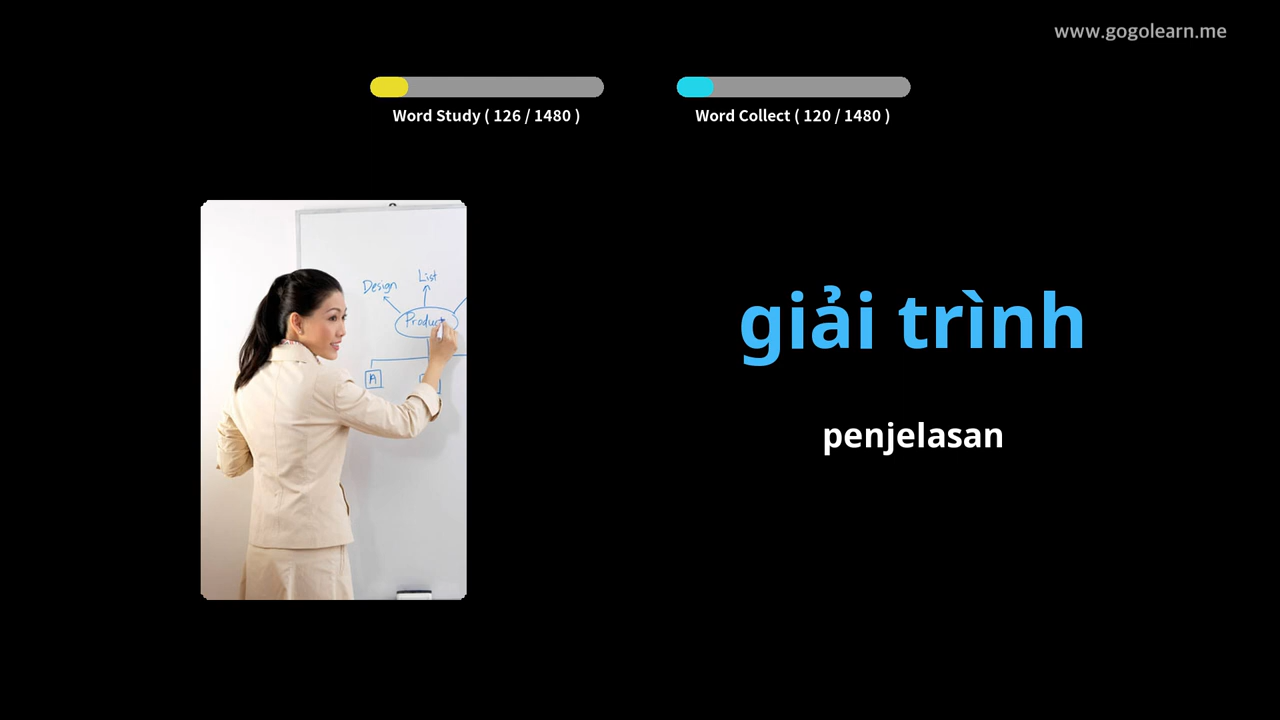 www.gogolearn.me
Word Study ( 126 / 1480 )
Word Collect ( 120 / 1480 )
Design
List
Product
A
giải trình
penjelasan